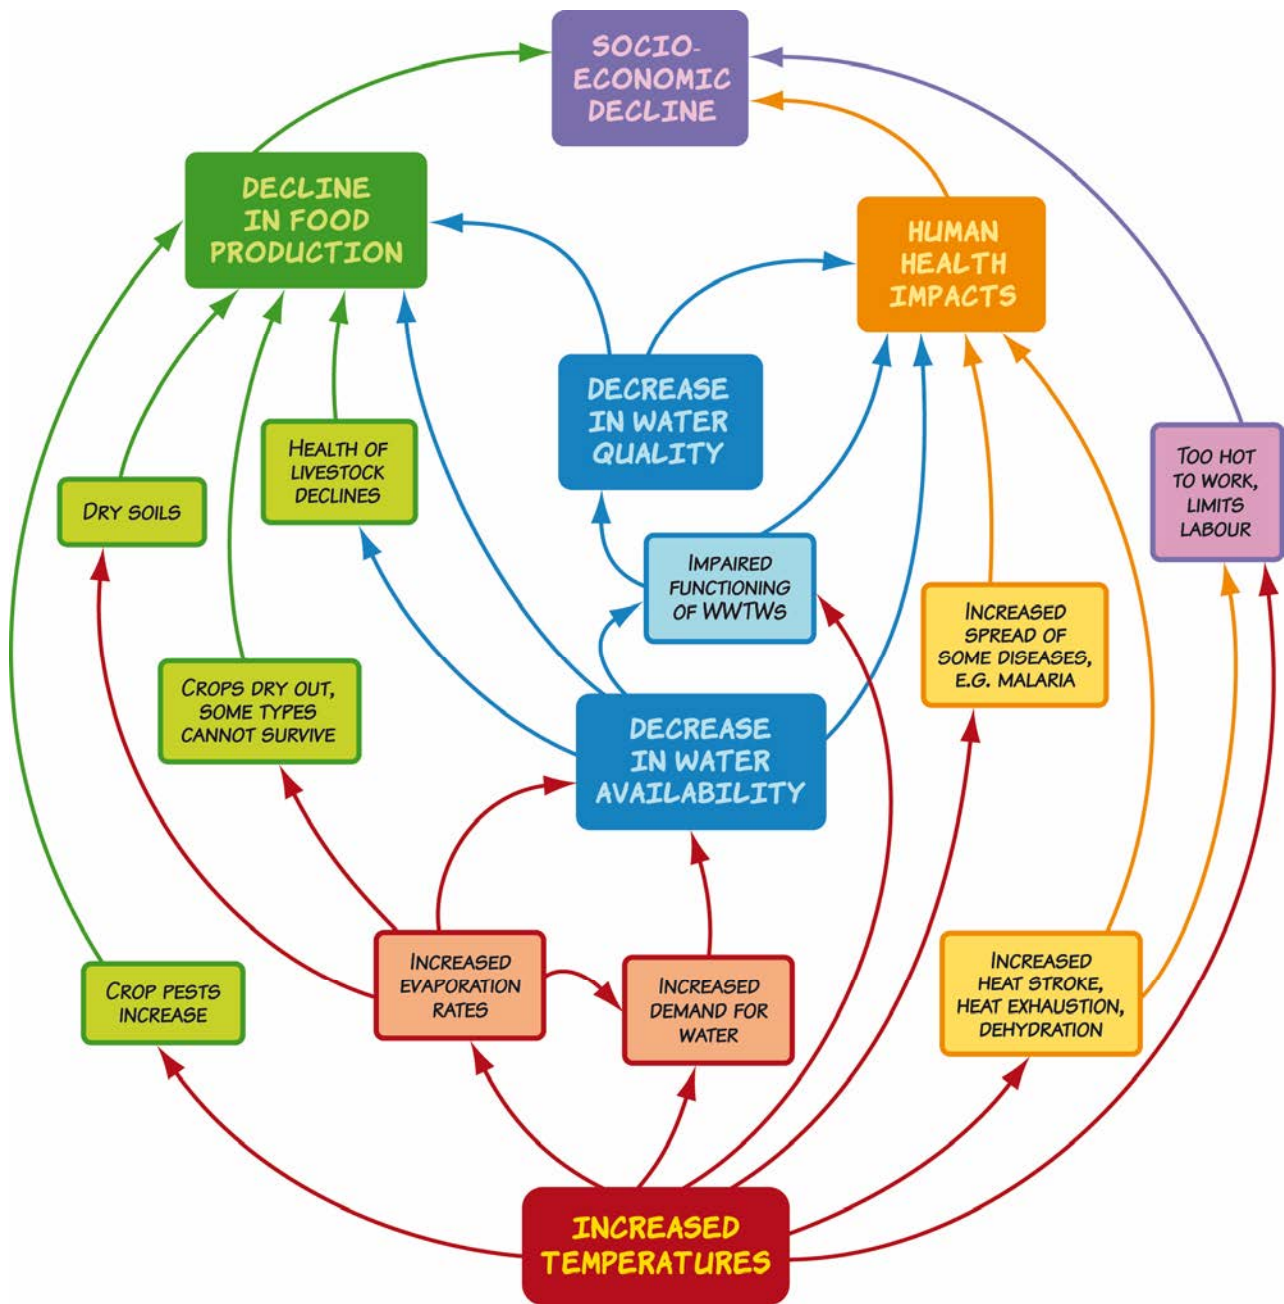 SOCIO-
ECONOMIC
DECLINE
DECLINE
IN FOOD
PRODUCTION
HUMAN
HEALTH
IMPACTS
DECREASE
IN WATER
QUALITY
HEALTH OF
LIVESTOCK
DECLINES
TOO HOT
TO WORK,
LIMITS
LABOUR
DRY SOILS
IMPAIRED
FUNCTIONING
OF WWTWS
INCREASED
SPREAD OF
SOME DISEASES,
E.G. MALARIA
CROPS DRY OUT,
SOME TYPES
CANNOT SURVIVE
DECREASE
IN WATER
AVAILABILITY
INCREASED
EVAPORATION
RATES
INCREASED
DEMAND FOR
WATER
INCREASED
HEAT STROKE,
HEAT EXHAUSTION,
DEHYDRATION
CROP PESTS
INCREASE
INCREASED
TEMPERATURES